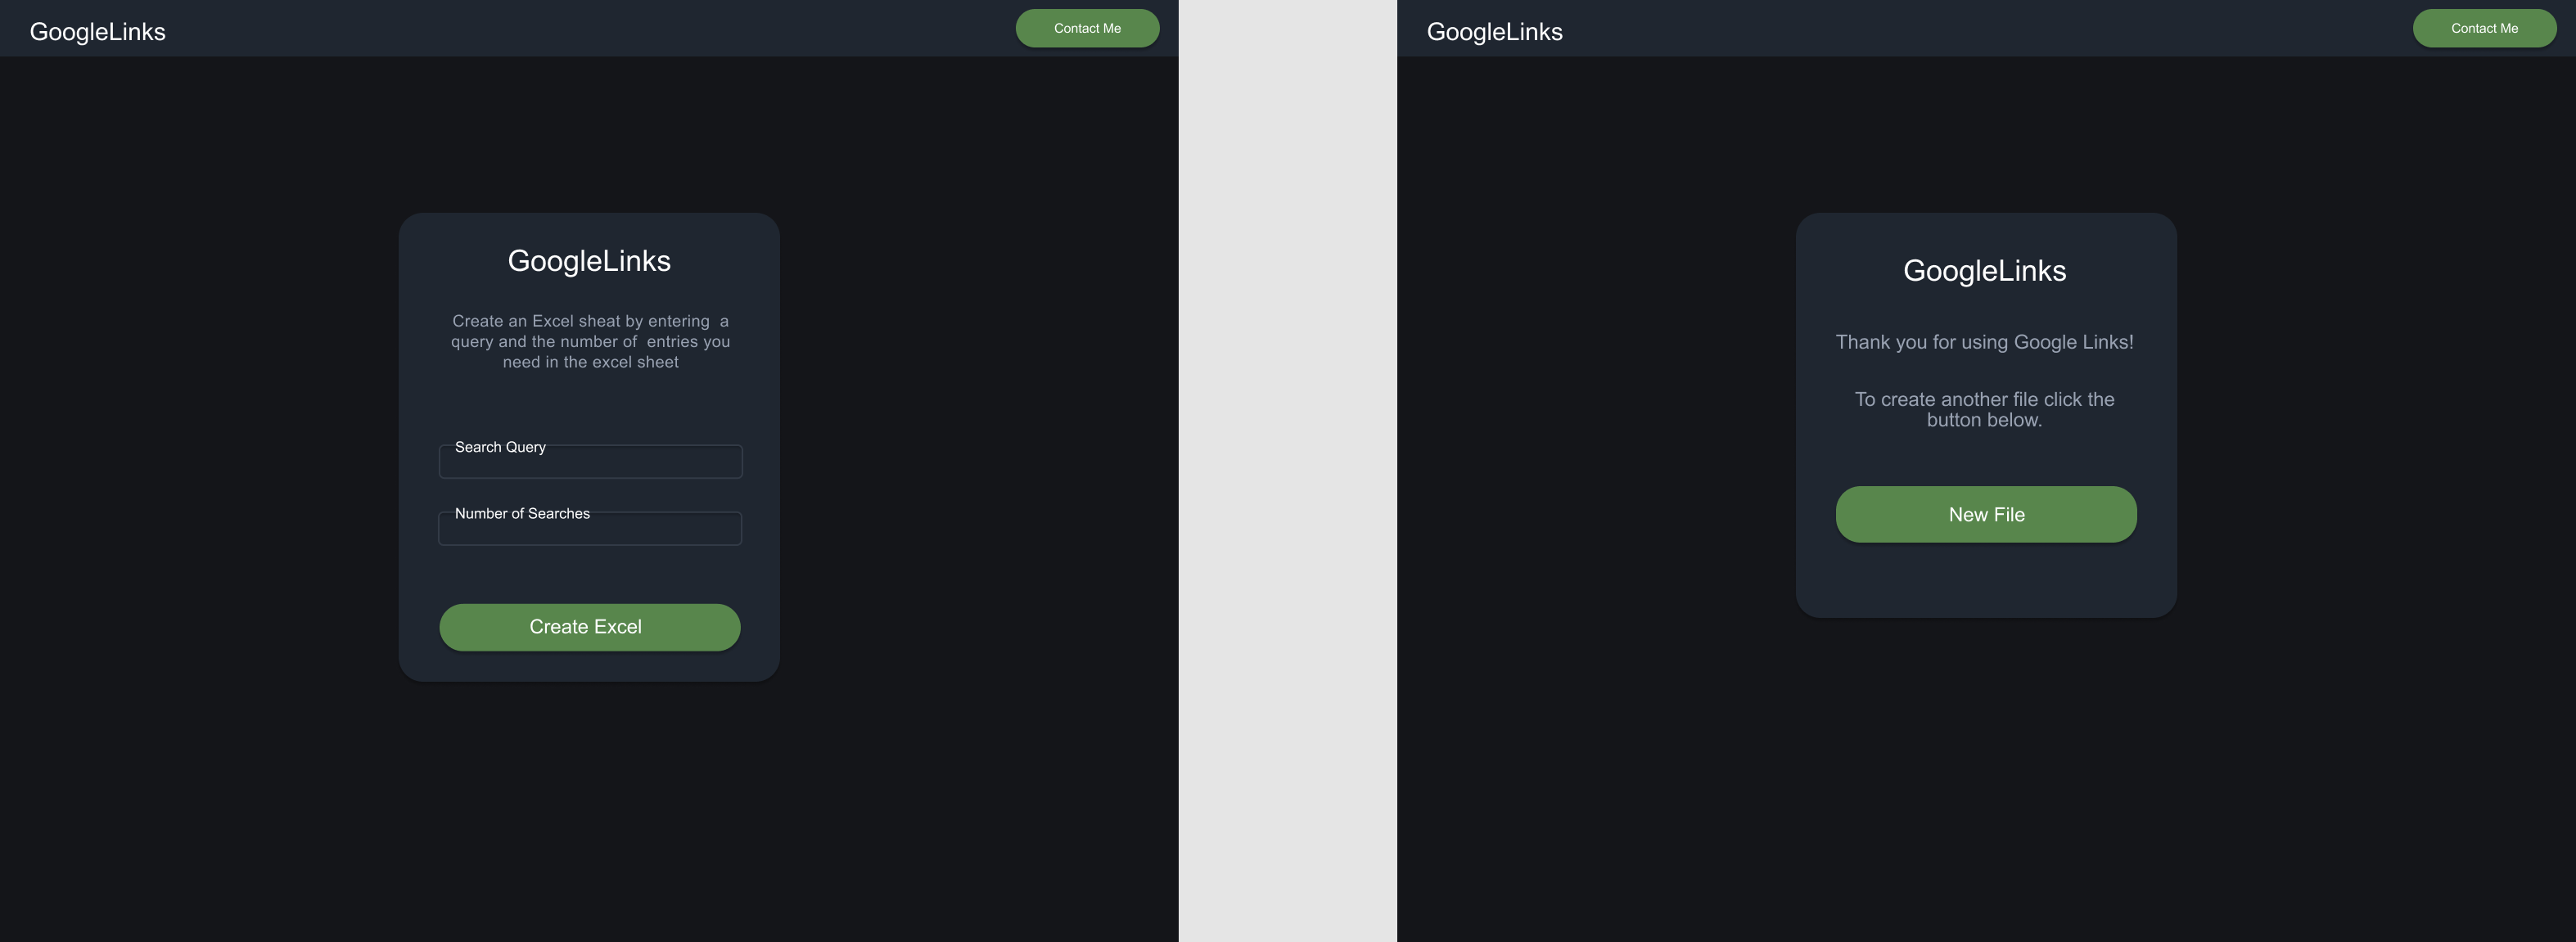 GoogleLinks
Contact Me
GoogleLinks
Create an Excel sheat by entering  a
query and the number of  entries you
need in the excel sheet
Search Query
Number of Searches
Create Excel
GoogleLinks
Contact Me
GoogleLinks
Thank you for using Google Links!
To create another file click the
button below.
New File